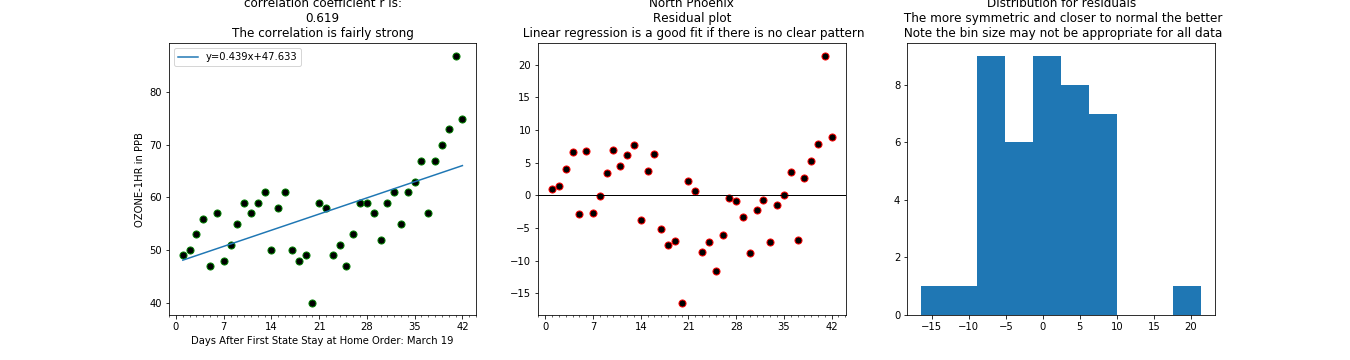 correlation coefficient r is:
0.619
The correlation is fairly strong
y=0.439x+47.633
OZONE-1HR in PPB
80
70
60
50
40
0 7 14 21 28 35 42
Days After First State Stay at Home Order: March 19
North Phoenix
Residual plot
Linear regression is a good fit if there is no clear pattern
20
15
10
5
0
−5
−10
−15
0 7 14 21 28 35 42
Distribution for residuals
The more symmetric and closer to normal the better
Note the bin size may not be appropriate for all data
8
6
4
2
0
−15 −10 −5 0 5 10 15 20